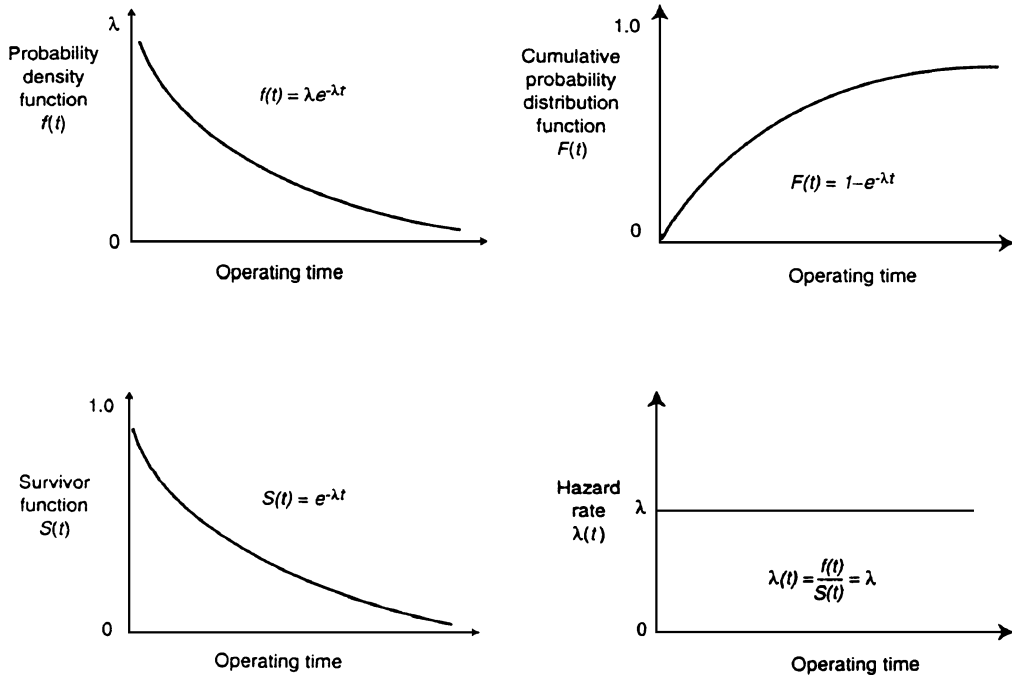 λ
Probability
density
function
f(t)
f(t) = λe^-λt
0
Operating time
1.0
Cumulative
probability
distribution
function
F(t)
F(t) = 1–e^-λt
0
Operating time
1.0
Survivor
function
S(t)
S(t) = e^-λt
0
Operating time
Hazard
rate
λ(t)
λ
λ(t) = f(t)/S(t) = λ
0
Operating time